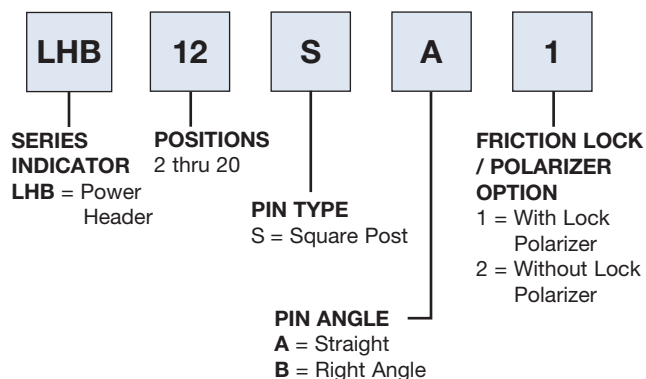 LHB 12 S A 1
SERIES
INDICATOR
LHB = Power
Header
POSITIONS
2 thru 20
PIN TYPE
S = Square Post
PIN ANGLE
A = Straight
B = Right Angle
FRICTION LOCK
/ POLARIZER
OPTION
1 = With Lock
Polarizer
2 = Without Lock
Polarizer